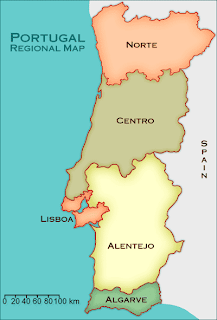 PORTUGAL
REGIONAL MAP
NORTE
CENTRO
SPAIN
LISBOA
ALENTEJO
0 20 40 60 80 100 km
ALGARVE